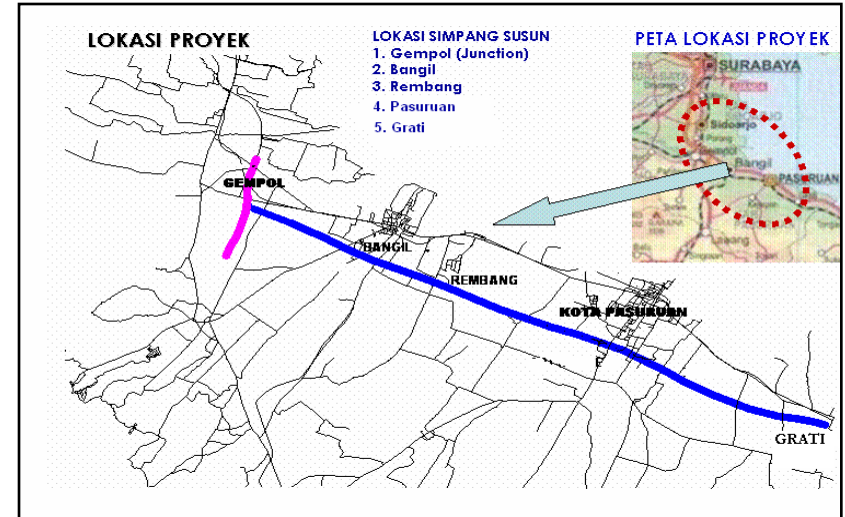 LOKASI PROYEK
LOKASI SIMPANG SUSUN
1. Gempol (Junction)
2. Bangil
3. Rembang
4. Pasuruan
5. Grati
PETA LOKASI PROYEK
SURABAYA
Sidoarjo
Porong
Bangil
PASURUAN
GEMPOL
BANGIL
REMBANG
KOTA PASURUAN
GRATI